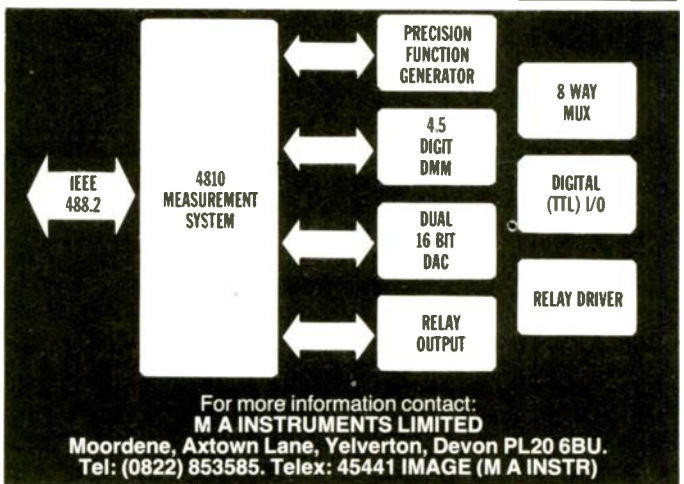 IEEE
488.2
4810
MEASUREMENT
SYSTEM
PRECISION
FUNCTION
GENERATOR
4.5
DIGIT
DMM
DUAL
16 BIT
DAC
RELAY
OUTPUT
8 WAY
MUX
DIGITAL
(TTL) I/O
RELAY DRIVER
For more information contact:
M A INSTRUMENTS LIMITED
Moordene, Axtown Lane, Yelverton, Devon PL20 6BU.
Tel: (0822) 853585. Telex: 45441 IMAGE (M A INSTR)